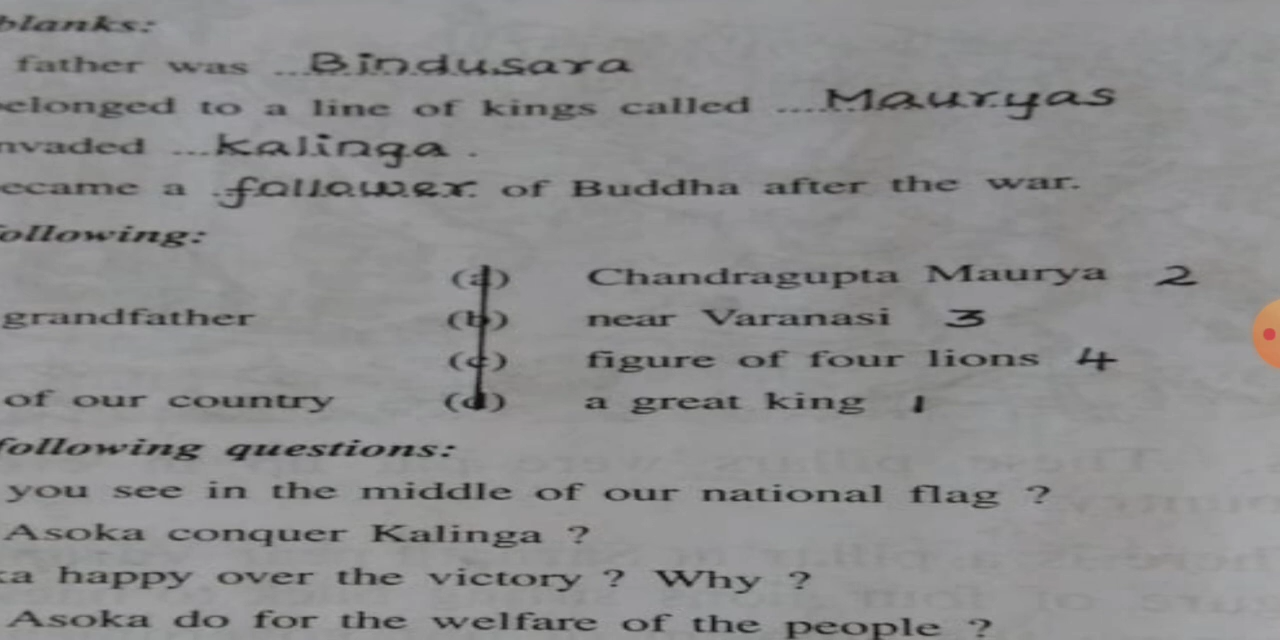 blanks:
father was ...Bindusara
elonged to a line of kings called ....Mauryas
nvaded ...Kalinga.
ecame a follower of Buddha after the war.
ollowing:
(a) Chandragupta Maurya 2
grandfather (b) near Varanasi 3
(c) figure of four lions 4
of our country (d) a great king 1
following questions:
you see in the middle of our national flag ?
Asoka conquer Kalinga ?
ka happy over the victory ? Why ?
Asoka do for the welfare of the people ?